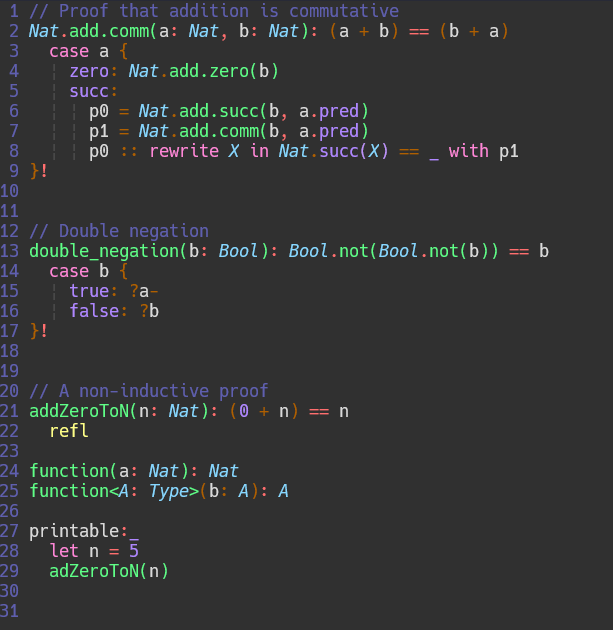 1 // Proof that addition is commutative
2 Nat.add.comm(a: Nat, b: Nat): (a + b) == (b + a)
3   case a {
4     zero: Nat.add.zero(b)
5     succ:
6       p0 = Nat.add.succ(b, a.pred)
7       p1 = Nat.add.comm(b, a.pred)
8       p0 :: rewrite X in Nat.succ(X) == _ with p1
9 }!
10
11
12 // Double negation
13 double_negation(b: Bool): Bool.not(Bool.not(b)) == b
14   case b {
15     true: ?a-
16     false: ?b
17 }!
18
19
20 // A non-inductive proof
21 addZeroToN(n: Nat): (0 + n) == n
22   refl
23
24 function(a: Nat): Nat
25 function<A: Type>(b: A): A
26
27 printable:_
28   let n = 5
29   adZeroToN(n)
30
31